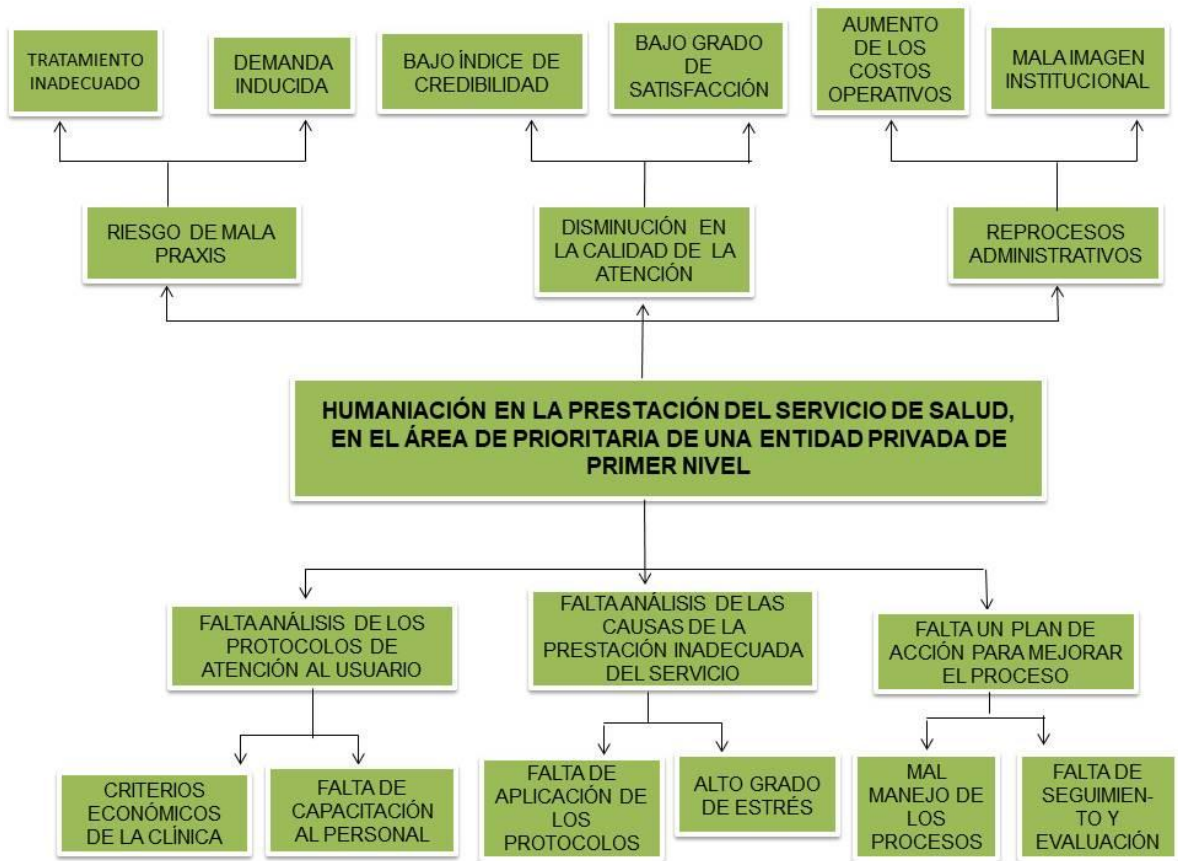 TRATAMIENTO
INADECUADO
DEMANDA
INDUCIDA
BAJO ÍNDICE DE
CREDIBILIDAD
BAJO GRADO
DE
SATISFACCIÓN
AUMENTO
DE LOS
COSTOS
OPERATIVOS
MALA IMAGEN
INSTITUCIONAL
RIESGO DE MALA
PRAXIS
DISMINUCIÓN EN
LA CALIDAD DE LA
ATENCIÓN
REPROCESOS
ADMINISTRATIVOS
HUMANIACIÓN EN LA PRESTACIÓN DEL SERVICIO DE SALUD,
EN EL ÁREA DE PRIORITARIA DE UNA ENTIDAD PRIVADA DE
PRIMER NIVEL
FALTA ANÁLISIS DE LOS
PROTOCOLOS DE
ATENCIÓN AL USUARIO
FALTA ANÁLISIS DE LAS
CAUSAS DE LA
PRESTACIÓN INADECUADA
DEL SERVICIO
FALTA UN PLAN DE
ACCIÓN PARA MEJORAR
EL PROCESO
CRITERIOS
ECONÓMICOS
DE LA CLÍNICA
FALTA DE
CAPACITACIÓN
AL PERSONAL
FALTA DE
APLICACIÓN DE
LOS
PROTOCOLOS
ALTO GRADO
DE ESTRÉS
MAL
MANEJO DE
LOS
PROCESOS
FALTA DE
SEGUIMIEN-
TO Y
EVALUACIÓN